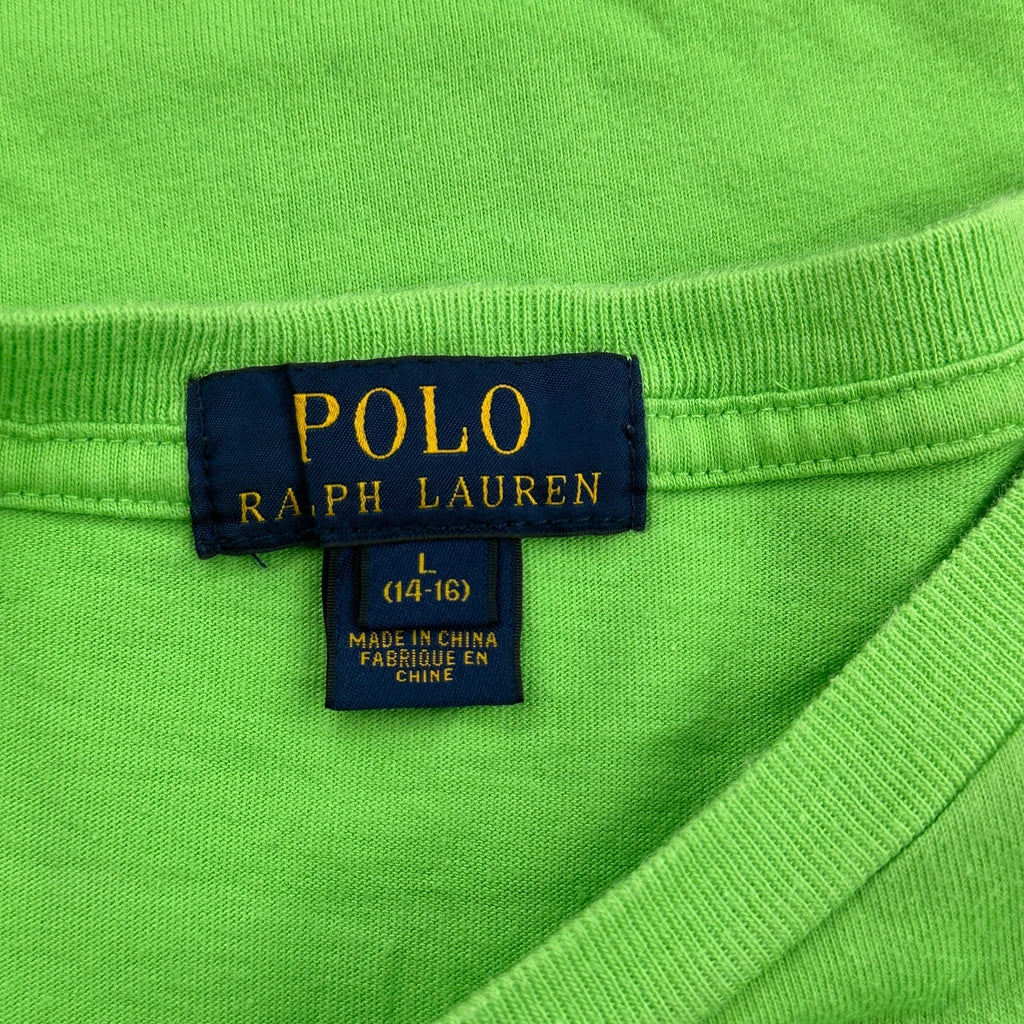 POLO
RALPH LAUREN
L
(14-16)
MADE IN CHINA
FABRIQUE EN
CHINE